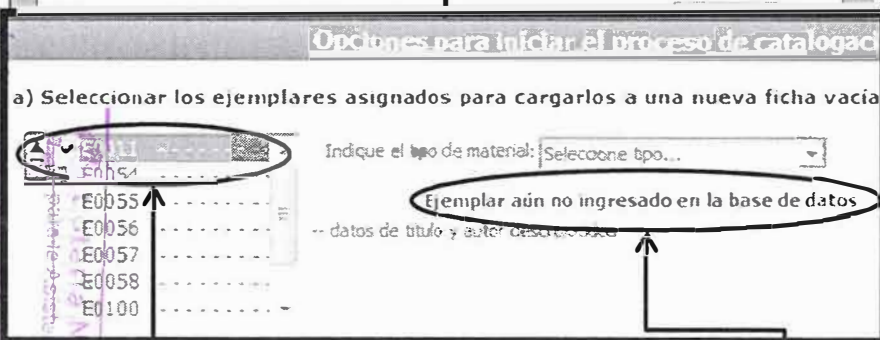 Opciones para iniciar el proceso de catalogaci
a) Seleccionar los ejemplares asignados para cargarlos a una nueva ficha vacía
Indique el tipo de material: Seleccione tipo...
E0055
Ejemplar aún no ingresado en la base de datos
E0056
-- datos de título y autor
E0057
E0058
E0100